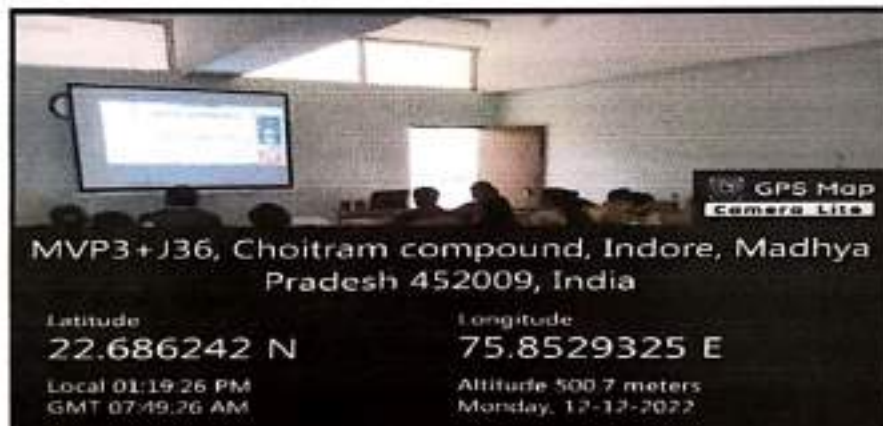 GPS Map
Camera Lite
MVP3+J36, Choitram compound, Indore, Madhya
Pradesh 452009, India
Latitude
22.686242 N
Longitude
75.8529325 E
Local 01:19:26 PM
GMT 07:49:26 AM
Altitude 500.7 meters
Monday, 12-12-2022